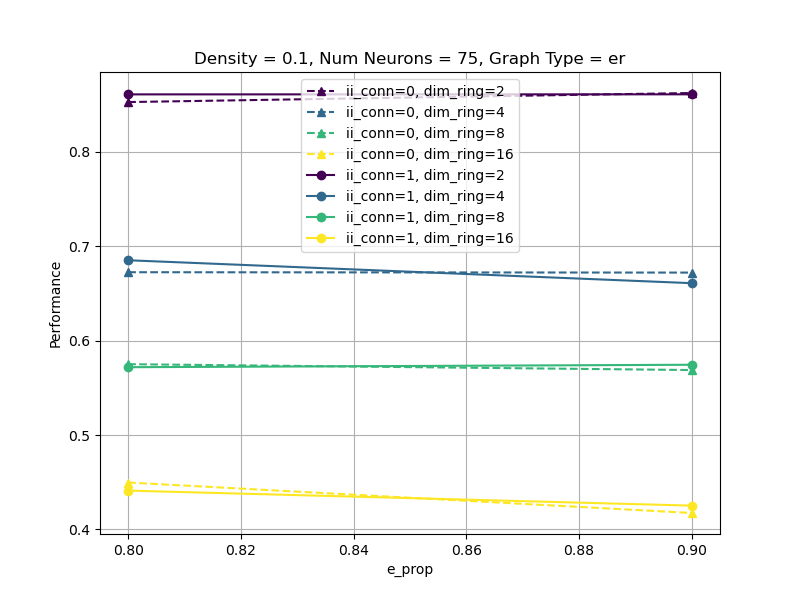 Density = 0.1, Num Neurons = 75, Graph Type = er
ii_conn=0, dim_ring=2
ii_conn=0, dim_ring=4
ii_conn=0, dim_ring=8
ii_conn=0, dim_ring=16
ii_conn=1, dim_ring=2
ii_conn=1, dim_ring=4
ii_conn=1, dim_ring=8
ii_conn=1, dim_ring=16
Performance
0.8
0.7
0.6
0.5
0.4
0.80 0.82 0.84 0.86 0.88 0.90
e_prop